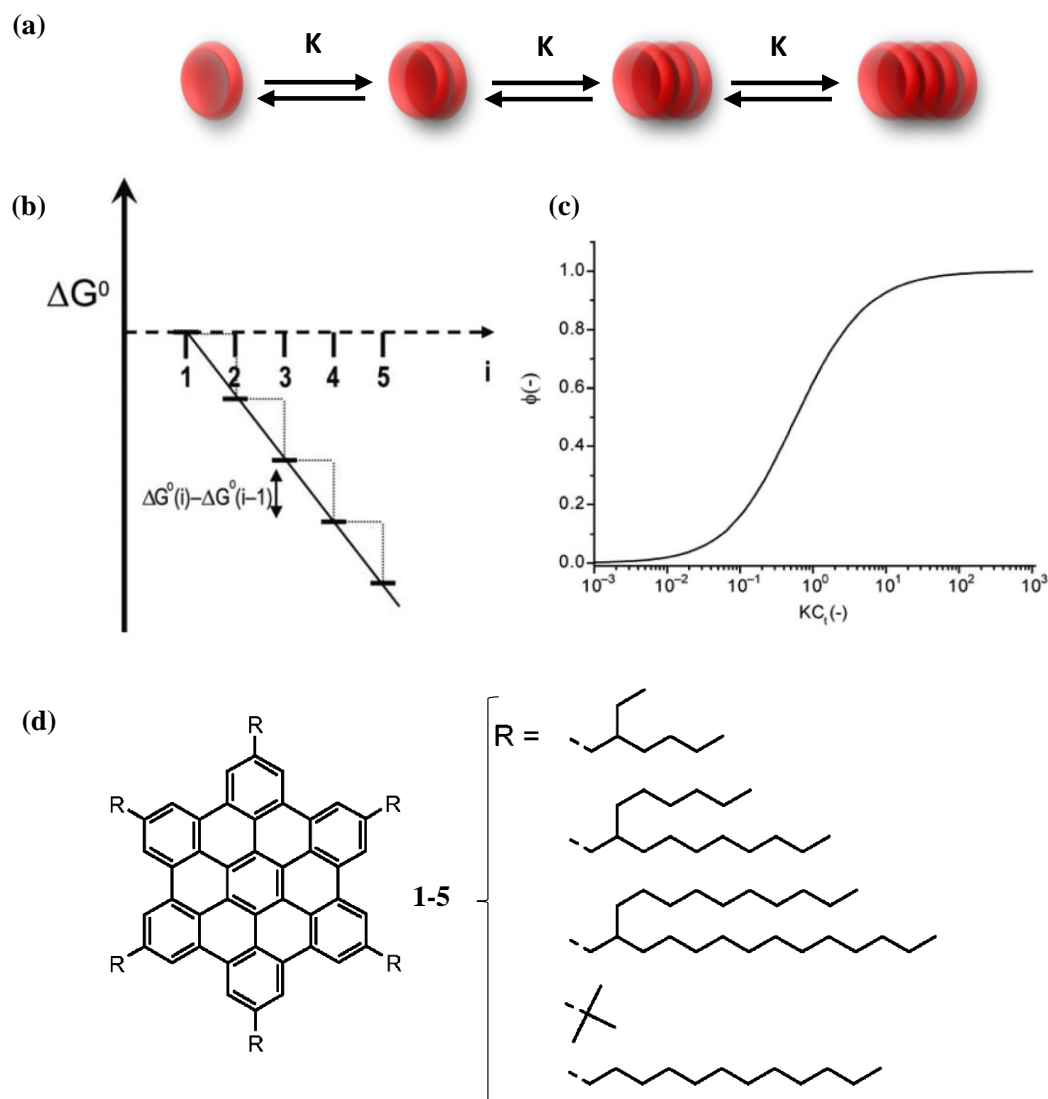 (a)
K K K
(b)
ΔG⁰
1 2 3 4 5 i
ΔG⁰(i)–ΔG⁰(i–1)
(c)
1.0
0.8
0.6
0.4
0.2
0.0
ϕ(-)
10⁻³ 10⁻² 10⁻¹ 10⁰ 10¹ 10² 10³
KCₜ(-)
(d)
R
R R
R R
R
1-5
R =